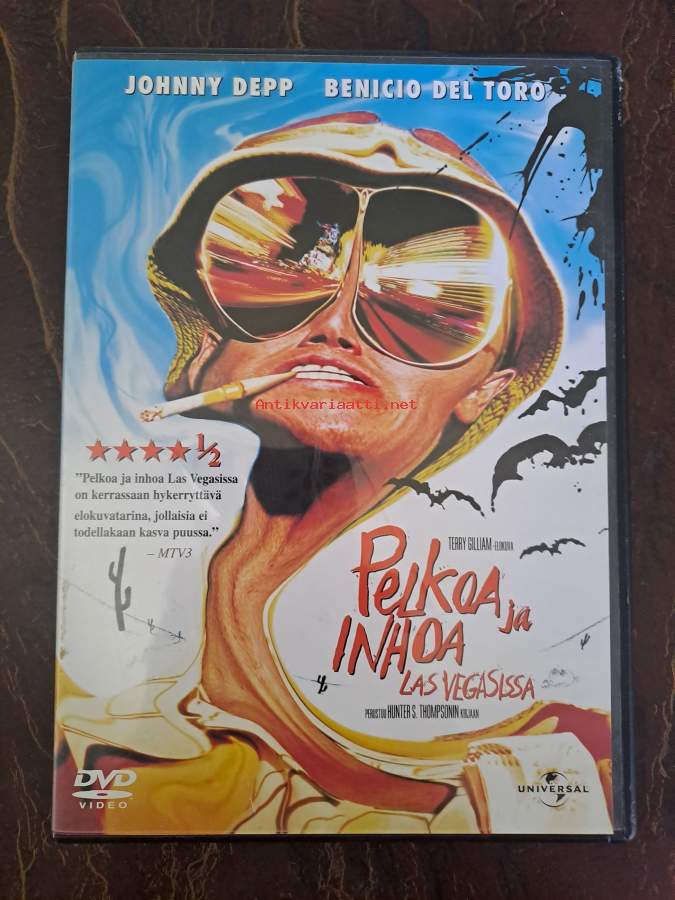 JOHNNY DEPP BENICIO DEL TORO
Antikvariaatti.net
★★★★½
"Pelkoa ja inhoa Las Vegasissa
on kerrassaan hykerryttävä
elokuvatarina, jollaisia ei
todellakaan kasva puussa."
– MTV3
TERRY GILLIAM -ELOKUVA
PELKOA ja
INHOA
LAS VEGASISSA
PERUSTUU HUNTER S. THOMPSONIN KIRJAAN
DVD
VIDEO
UNIVERSAL